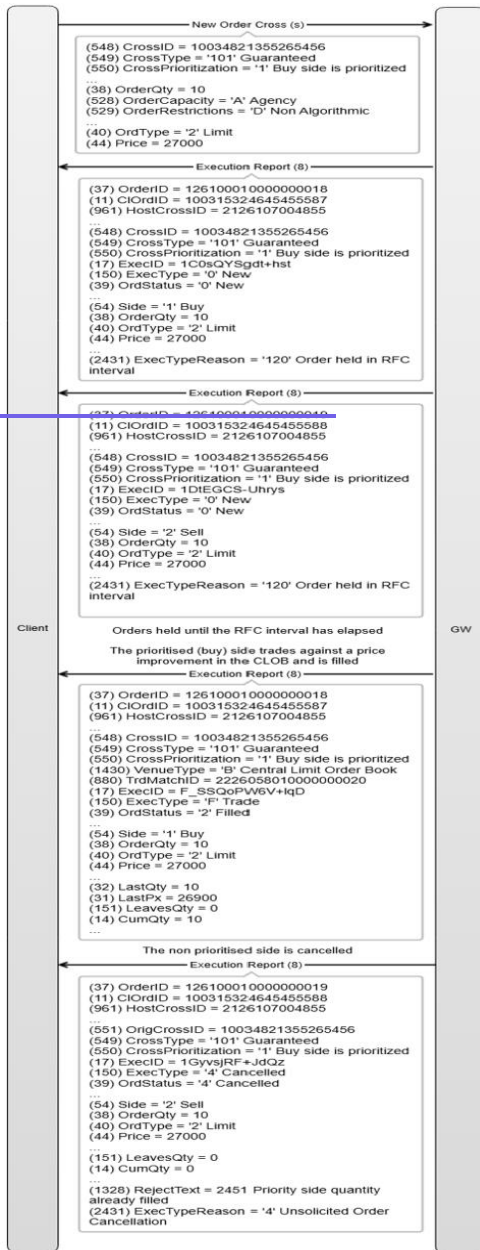 New Order Cross (s)
(548) CrossID = 10034821355265456
(549) CrossType = '101' Guaranteed
(550) CrossPrioritization = '1' Buy side is prioritized
...
(38) OrderQty = 10
(528) OrderCapacity = 'A' Agency
(529) OrderRestrictions = 'D' Non Algorithmic
...
(40) OrdType = '2' Limit
(44) Price = 27000
Execution Report (8)
(37) OrderID = 126100010000000018
(11) ClOrdID = 100315324645455587
(961) HostCrossID = 2126107004855
...
(548) CrossID = 10034821355265456
(549) CrossType = '101' Guaranteed
(550) CrossPrioritization = '1' Buy side is prioritized
(17) ExecID = 1C0sQYSgdt+hst
(150) ExecType = '0' New
(39) OrdStatus = '0' New
...
(54) Side = '1' Buy
(38) OrderQty = 10
(40) OrdType = '2' Limit
(44) Price = 27000
...
(2431) ExecTypeReason = '120' Order held in RFC
interval
Execution Report (8)
(37) OrderID = 126100010000000019
(11) ClOrdID = 100315324645455588
(961) HostCrossID = 2126107004855
...
(548) CrossID = 10034821355265456
(549) CrossType = '101' Guaranteed
(550) CrossPrioritization = '1' Buy side is prioritized
(17) ExecID = 1DtEGCS-Uhrys
(150) ExecType = '0' New
(39) OrdStatus = '0' New
...
(54) Side = '2' Sell
(38) OrderQty = 10
(40) OrdType = '2' Limit
(44) Price = 27000
...
(2431) ExecTypeReason = '120' Order held in RFC
interval
Client
GW
Orders held until the RFC interval has elapsed
The prioritised (buy) side trades against a price
improvement in the CLOB and is filled
Execution Report (8)
(37) OrderID = 126100010000000018
(11) ClOrdID = 100315324645455587
(961) HostCrossID = 2126107004855
...
(548) CrossID = 10034821355265456
(549) CrossType = '101' Guaranteed
(550) CrossPrioritization = '1' Buy side is prioritized
(1430) VenueType = 'B' Central Limit Order Book
(880) TrdMatchID = 2226058010000000020
(17) ExecID = F_SSQoPW6V+IqD
(150) ExecType = 'F' Trade
(39) OrdStatus = '2' Filled
...
(54) Side = '1' Buy
(38) OrderQty = 10
(40) OrdType = '2' Limit
(44) Price = 27000
...
(32) LastQty = 10
(31) LastPx = 26900
(151) LeavesQty = 0
(14) CumQty = 10
...
The non prioritised side is cancelled
Execution Report (8)
(37) OrderID = 126100010000000019
(11) ClOrdID = 100315324645455588
(961) HostCrossID = 2126107004855
...
(551) OrigCrossID = 10034821355265456
(549) CrossType = '101' Guaranteed
(550) CrossPrioritization = '1' Buy side is prioritized
(17) ExecID = 1GyvsjRF+JdQz
(150) ExecType = '4' Cancelled
(39) OrdStatus = '4' Cancelled
...
(54) Side = '2' Sell
(38) OrderQty = 10
(40) OrdType = '2' Limit
(44) Price = 27000
...
(151) LeavesQty = 0
(14) CumQty = 0
...
(1328) RejectText = 2451 Priority side quantity
already filled
(2431) ExecTypeReason = '4' Unsolicited Order
Cancellation